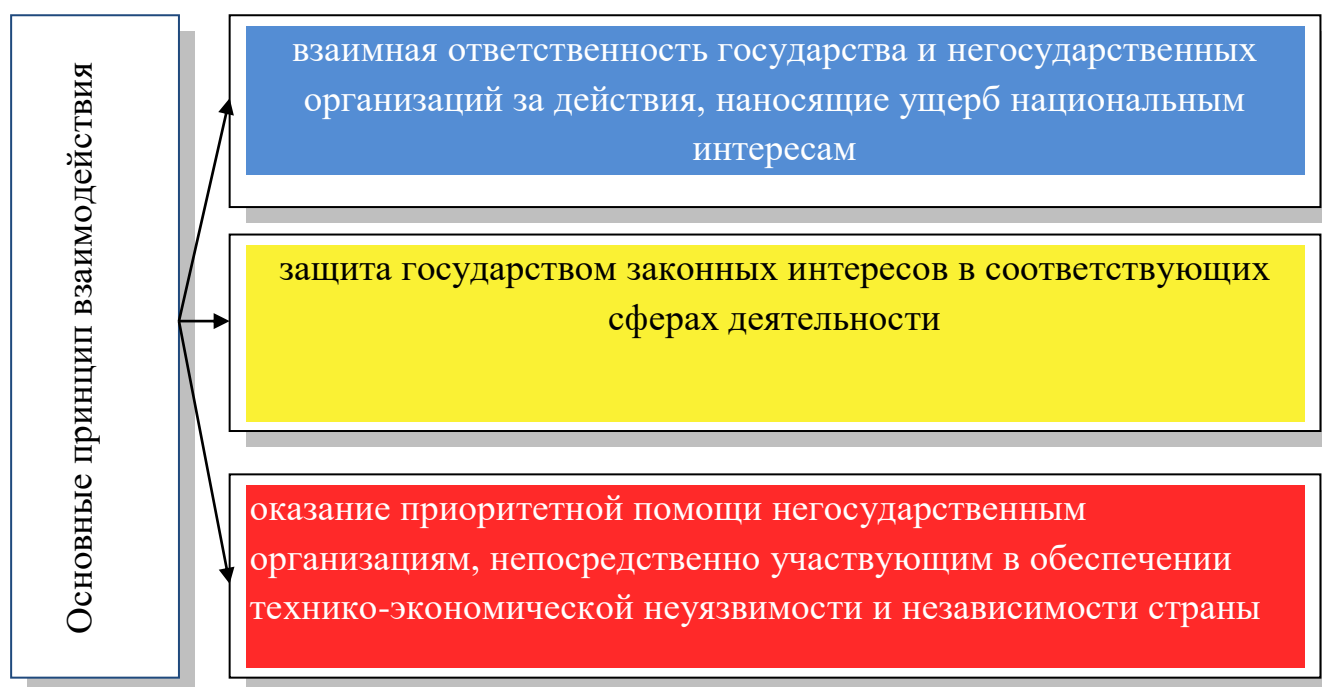 Основные принцип взаимодействия
взаимная ответственность государства и негосударственных
организаций за действия, наносящие ущерб национальным
интересам
защита государством законных интересов в соответствующих
сферах деятельности
оказание приоритетной помощи негосударственным
организациям, непосредственно участвующим в обеспечении
технико-экономической неуязвимости и независимости страны